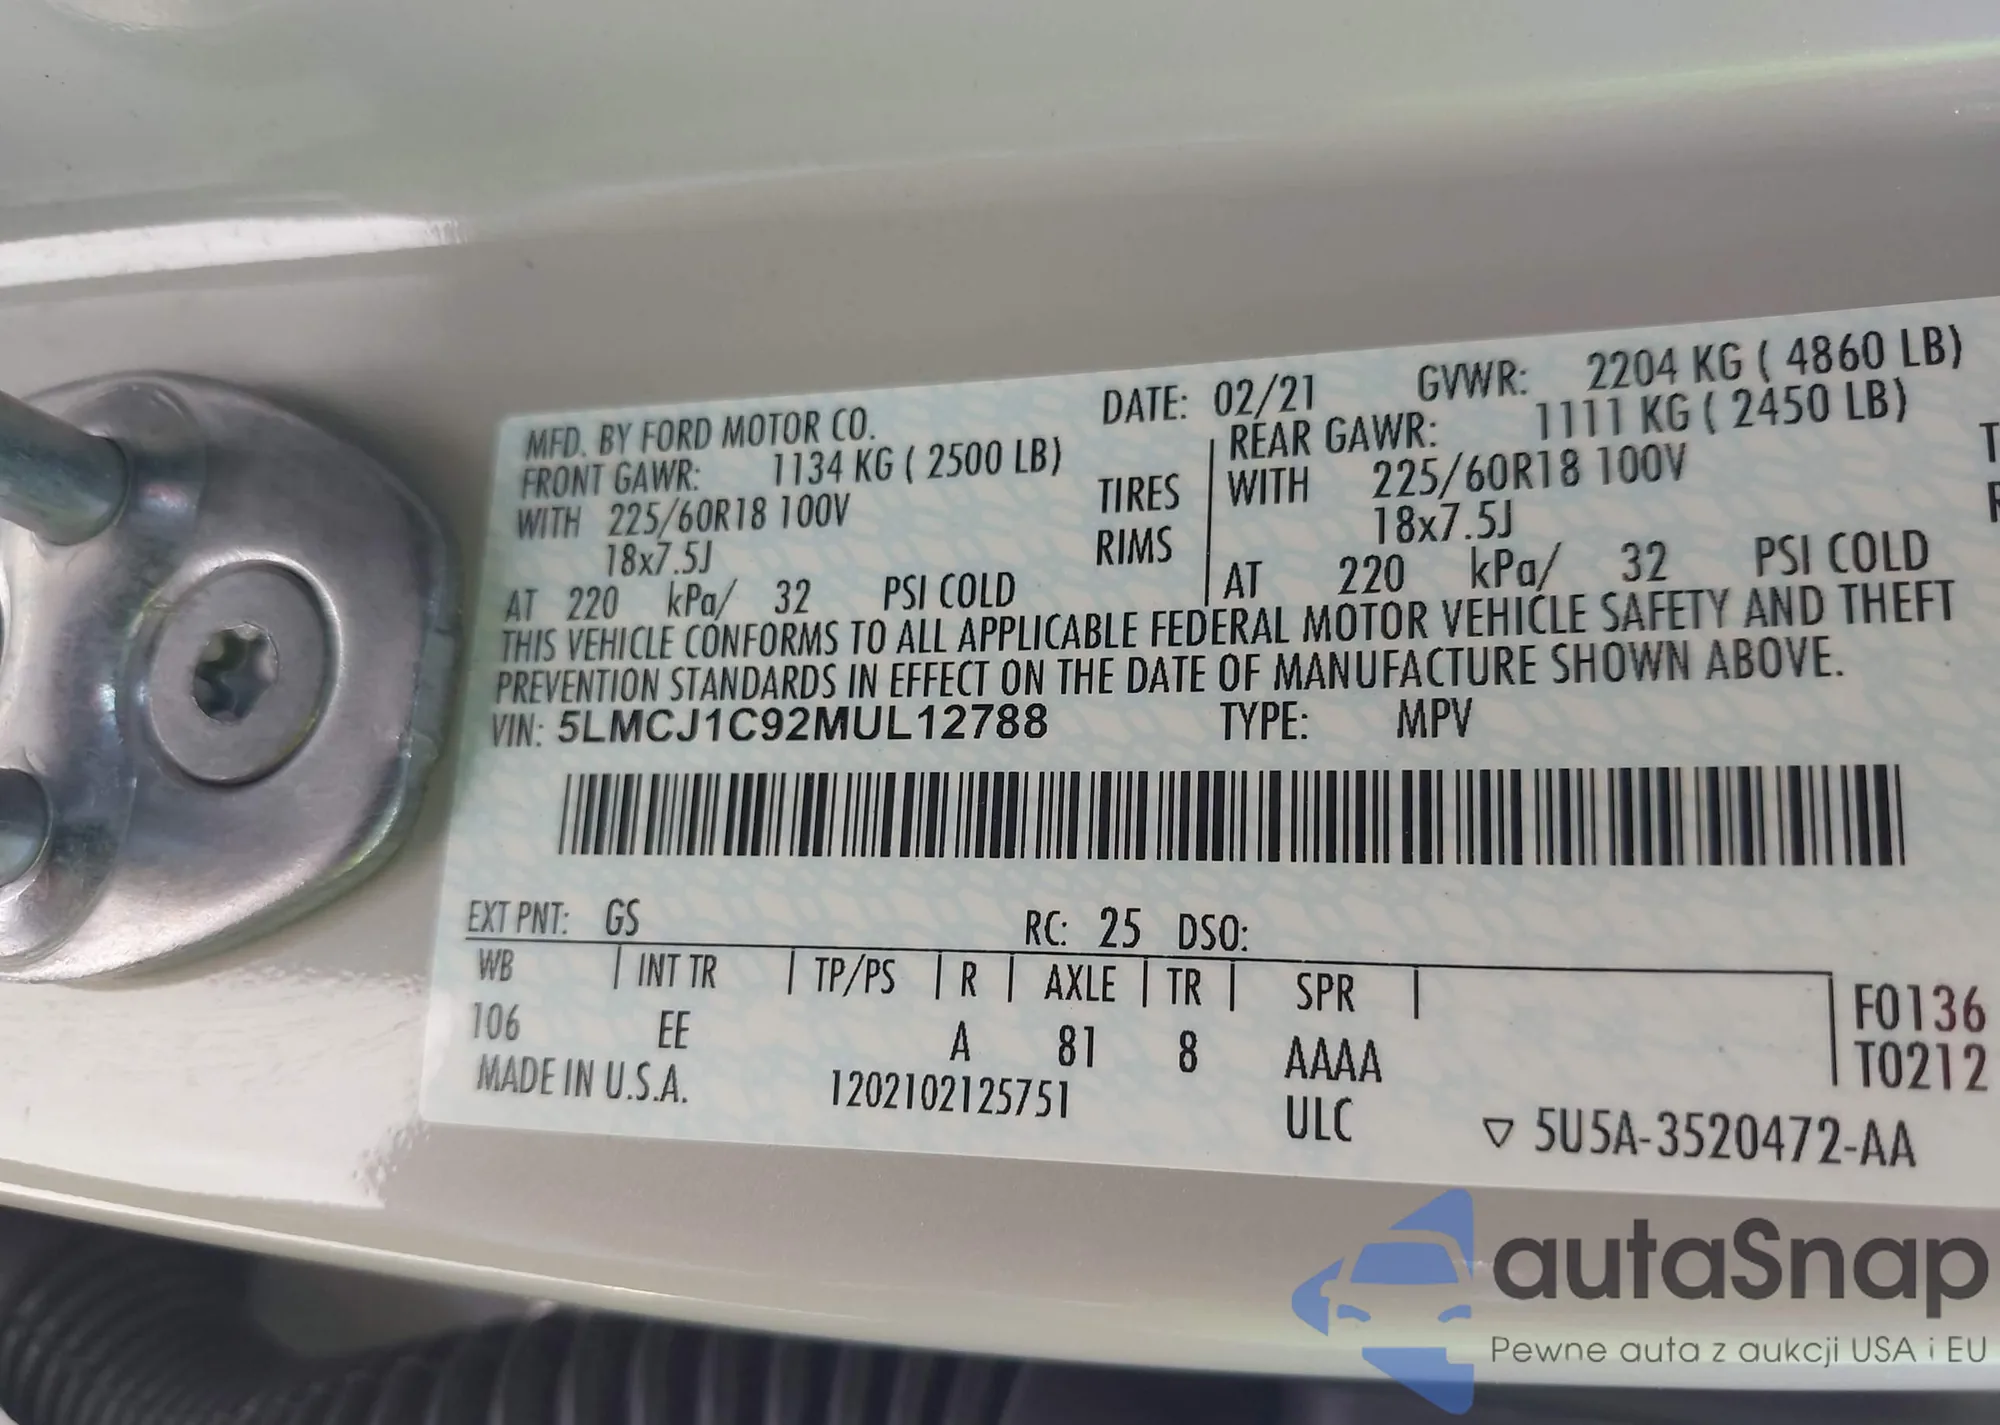 MFD. BY FORD MOTOR CO. DATE: 02/21 GVWR: 2204 KG ( 4860 LB)
FRONT GAWR: 1134 KG ( 2500 LB) REAR GAWR: 1111 KG ( 2450 LB)
WITH 225/60R18 100V TIRES WITH 225/60R18 100V
18x7.5J RIMS 18x7.5J
AT 220 kPa/ 32 PSI COLD AT 220 kPa/ 32 PSI COLD
THIS VEHICLE CONFORMS TO ALL APPLICABLE FEDERAL MOTOR VEHICLE SAFETY AND THEFT
PREVENTION STANDARDS IN EFFECT ON THE DATE OF MANUFACTURE SHOWN ABOVE.
VIN: 5LMCJ1C92MUL12788 TYPE: MPV
EXT PNT: GS RC: 25 DSO:
WB INT TR TP/PS R AXLE TR SPR F0136
106 EE A 81 8 AAAA T0212
MADE IN U.S.A. 1202102125751 ULC ▽ 5U5A-3520472-AA
autaSnap
Pewne auta z aukcji USA i EU